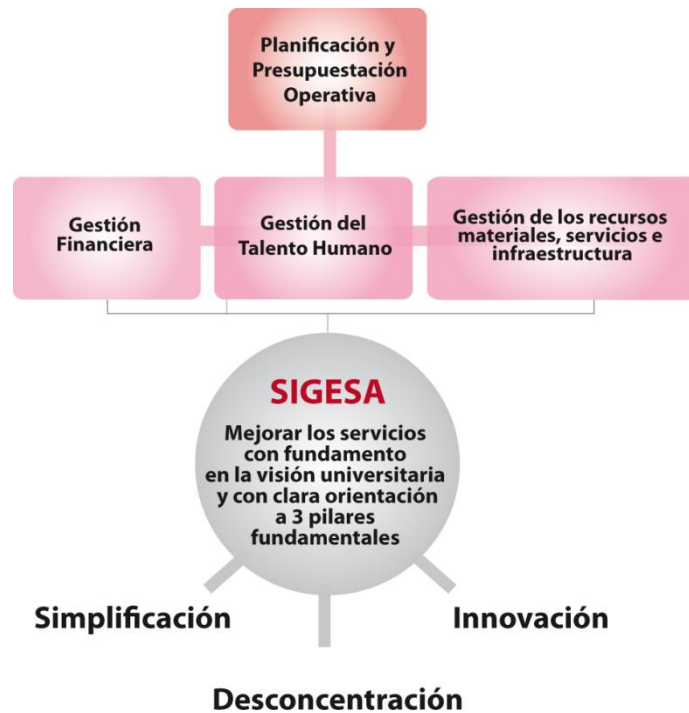 Planificación y
Presupuestación
Operativa
Gestión
Financiera
Gestión del
Talento Humano
Gestión de los recursos
materiales, servicios e
infraestructura
SIGESA
Mejorar los servicios
con fundamento
en la visión universitaria
y con clara orientación
a 3 pilares
fundamentales
Simplificación
Innovación
Desconcentración